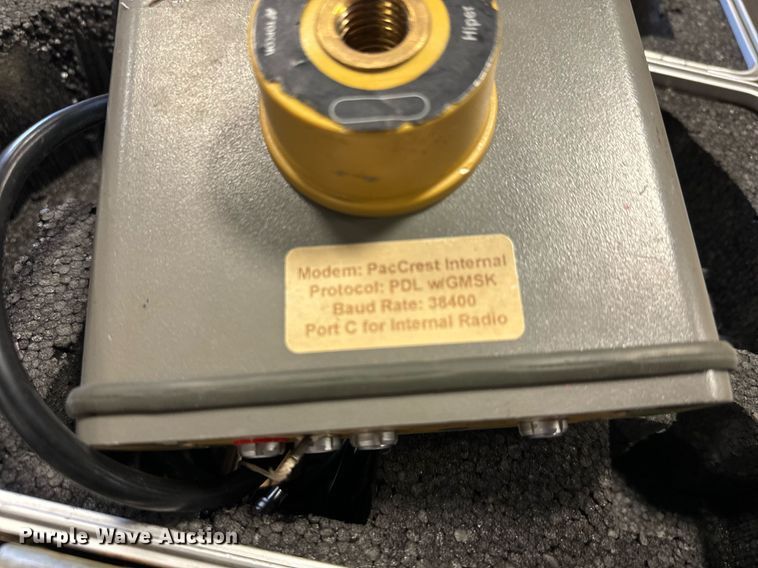 Hiper
Modem: PacCrest Internal
Protocol: PDL w/GMSK
Baud Rate: 38400
Port C for Internal Radio
Purple Wave Auction